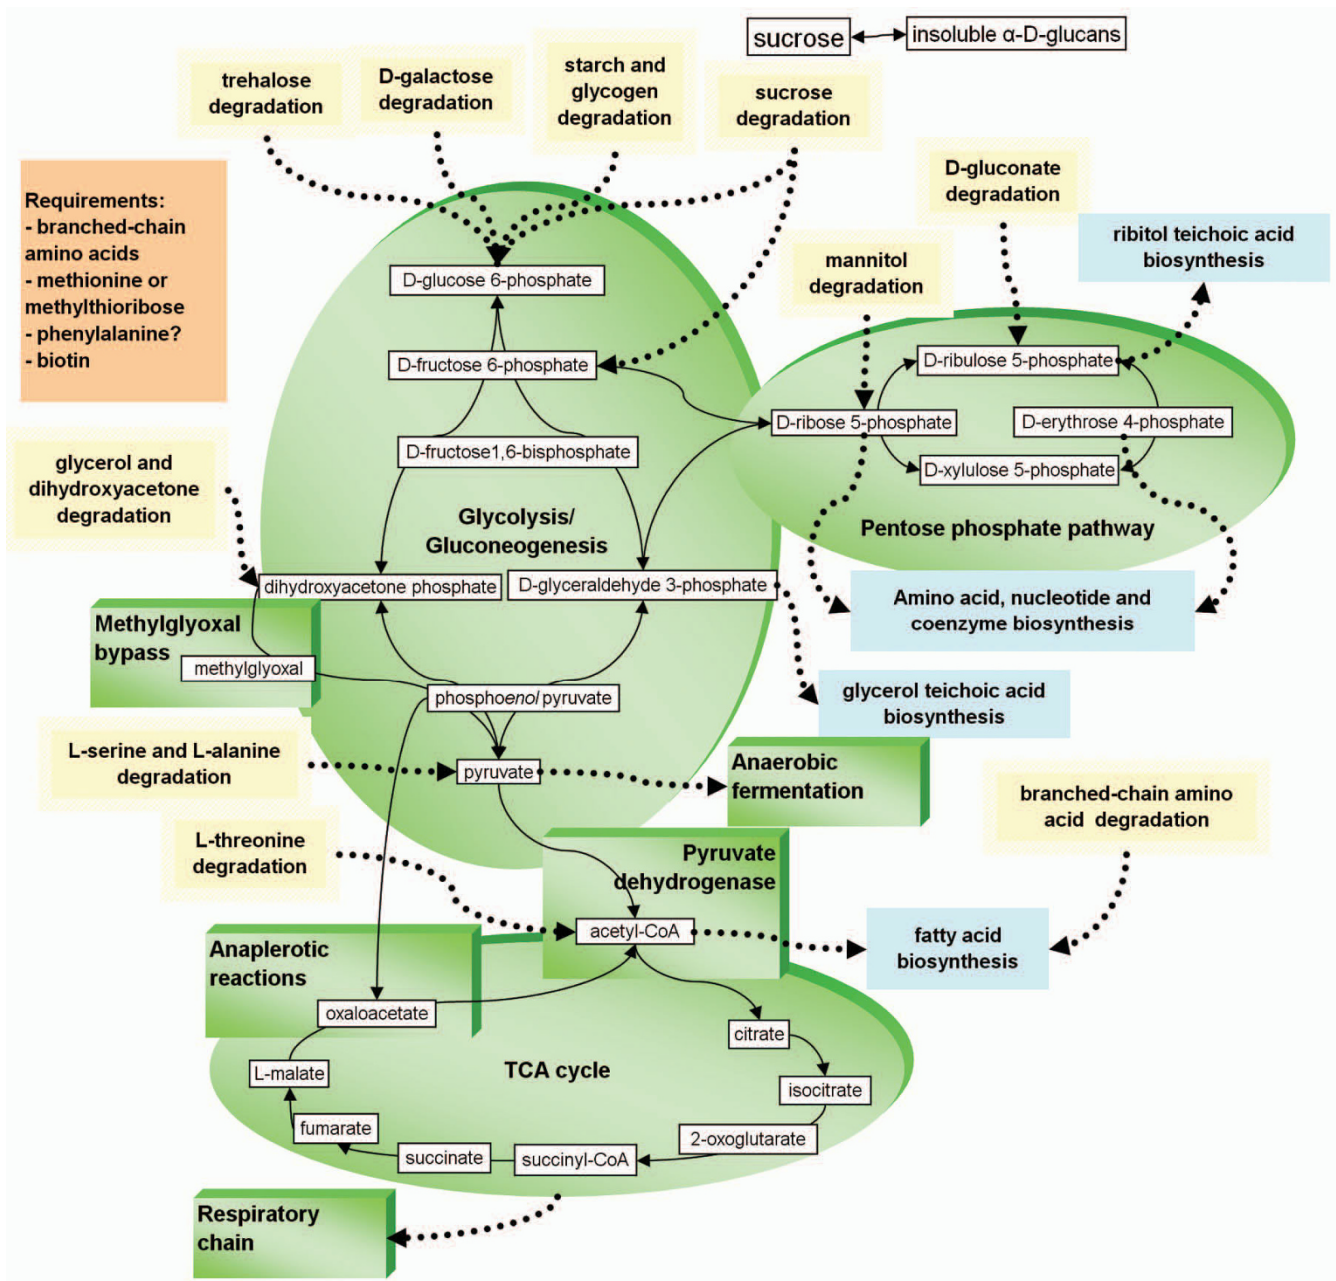 sucrose
insoluble α-D-glucans
trehalose
degradation
D-galactose
degradation
starch and
glycogen
degradation
sucrose
degradation
D-gluconate
degradation
Requirements:
- branched-chain
amino acids
- methionine or
methylthioribose
- phenylalanine?
- biotin
mannitol
degradation
ribitol teichoic acid
biosynthesis
D-glucose 6-phosphate
D-fructose 6-phosphate
D-ribulose 5-phosphate
D-ribose 5-phosphate
D-erythrose 4-phosphate
D-xylulose 5-phosphate
Pentose phosphate pathway
D-fructose1,6-bisphosphate
glycerol and
dihydroxyacetone
degradation
Glycolysis/
Gluconeogenesis
dihydroxyacetone phosphate
D-glyceraldehyde 3-phosphate
Amino acid, nucleotide and
coenzyme biosynthesis
Methylglyoxal
bypass
methylglyoxal
phosphoenol pyruvate
glycerol teichoic acid
biosynthesis
L-serine and L-alanine
degradation
pyruvate
Anaerobic
fermentation
branched-chain amino
acid degradation
L-threonine
degradation
Pyruvate
dehydrogenase
acetyl-CoA
fatty acid
biosynthesis
Anaplerotic
reactions
oxaloacetate
citrate
L-malate
TCA cycle
isocitrate
fumarate
2-oxoglutarate
succinate
succinyl-CoA
Respiratory
chain